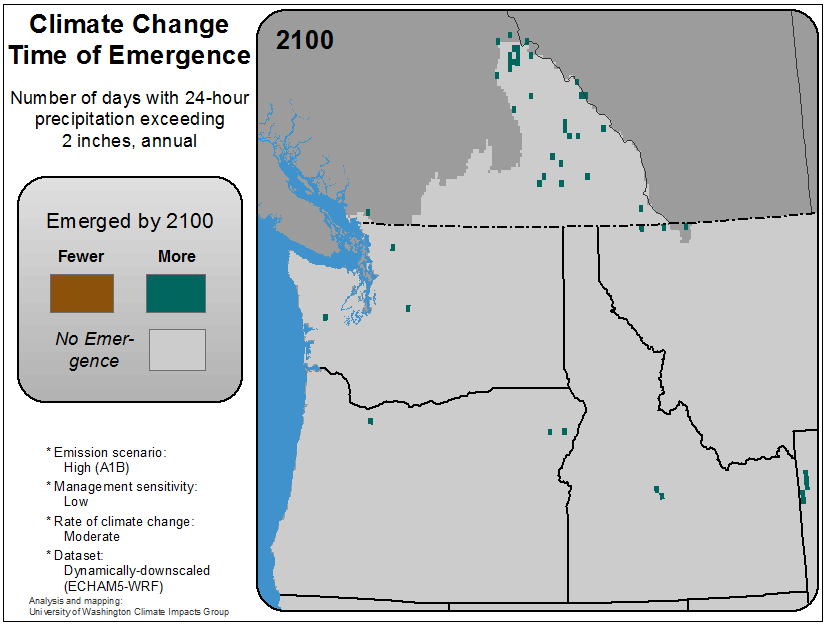 Climate Change
Time of Emergence
Number of days with 24-hour
precipitation exceeding
2 inches, annual
Emerged by 2100
Fewer More
No Emer-
gence
* Emission scenario:
High (A1B)
* Management sensitivity:
Low
* Rate of climate change:
Moderate
* Dataset:
Dynamically-downscaled
(ECHAM5-WRF)
Analysis and mapping:
University of Washington Climate Impacts Group
2100